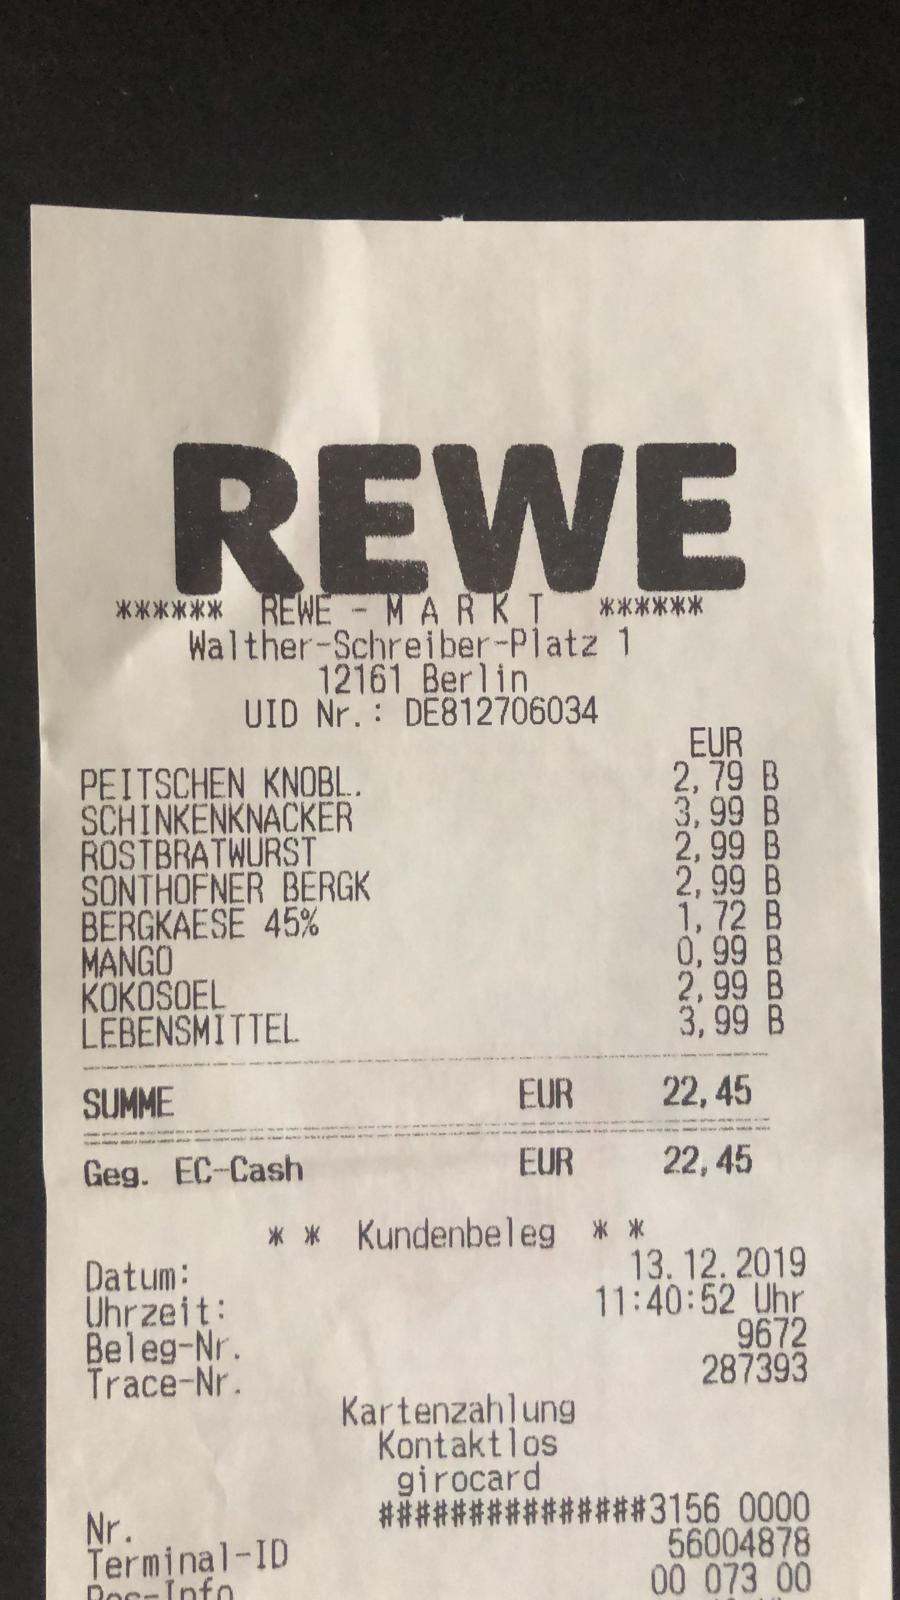 REWE
****** REWE - M A R K T ******
Walther-Schreiber-Platz 1
12161 Berlin
UID Nr.: DE812706034
EUR
PEITSCHEN KNOBL. 2,79 B
SCHINKENKNACKER 3,99 B
ROSTBRATWURST 2,99 B
SONTHOFNER BERGK 2,99 B
BERGKAESE 45% 1,72 B
MANGO 0,99 B
KOKOSOEL 2,99 B
LEBENSMITTEL 3,99 B
SUMME EUR 22,45
Geg. EC-Cash EUR 22,45
* * Kundenbeleg * *
Datum: 13.12.2019
Uhrzeit: 11:40:52 Uhr
Beleg-Nr. 9672
Trace-Nr. 287393
Kartenzahlung
Kontaktlos
girocard
Nr. ###############3156 0000
Terminal-ID 56004878
Pos-Info 00 073 00